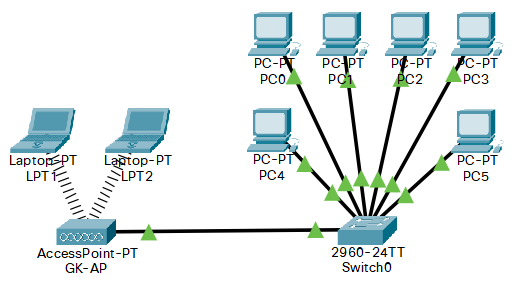 PC-PT
PC0
PC-PT
PC1
PC-PT
PC2
PC-PT
PC3
Laptop-PT
LPT1
Laptop-PT
LPT2
PC-PT
PC4
PC-PT
PC5
AccessPoint-PT
GK-AP
2960-24TT
Switch0